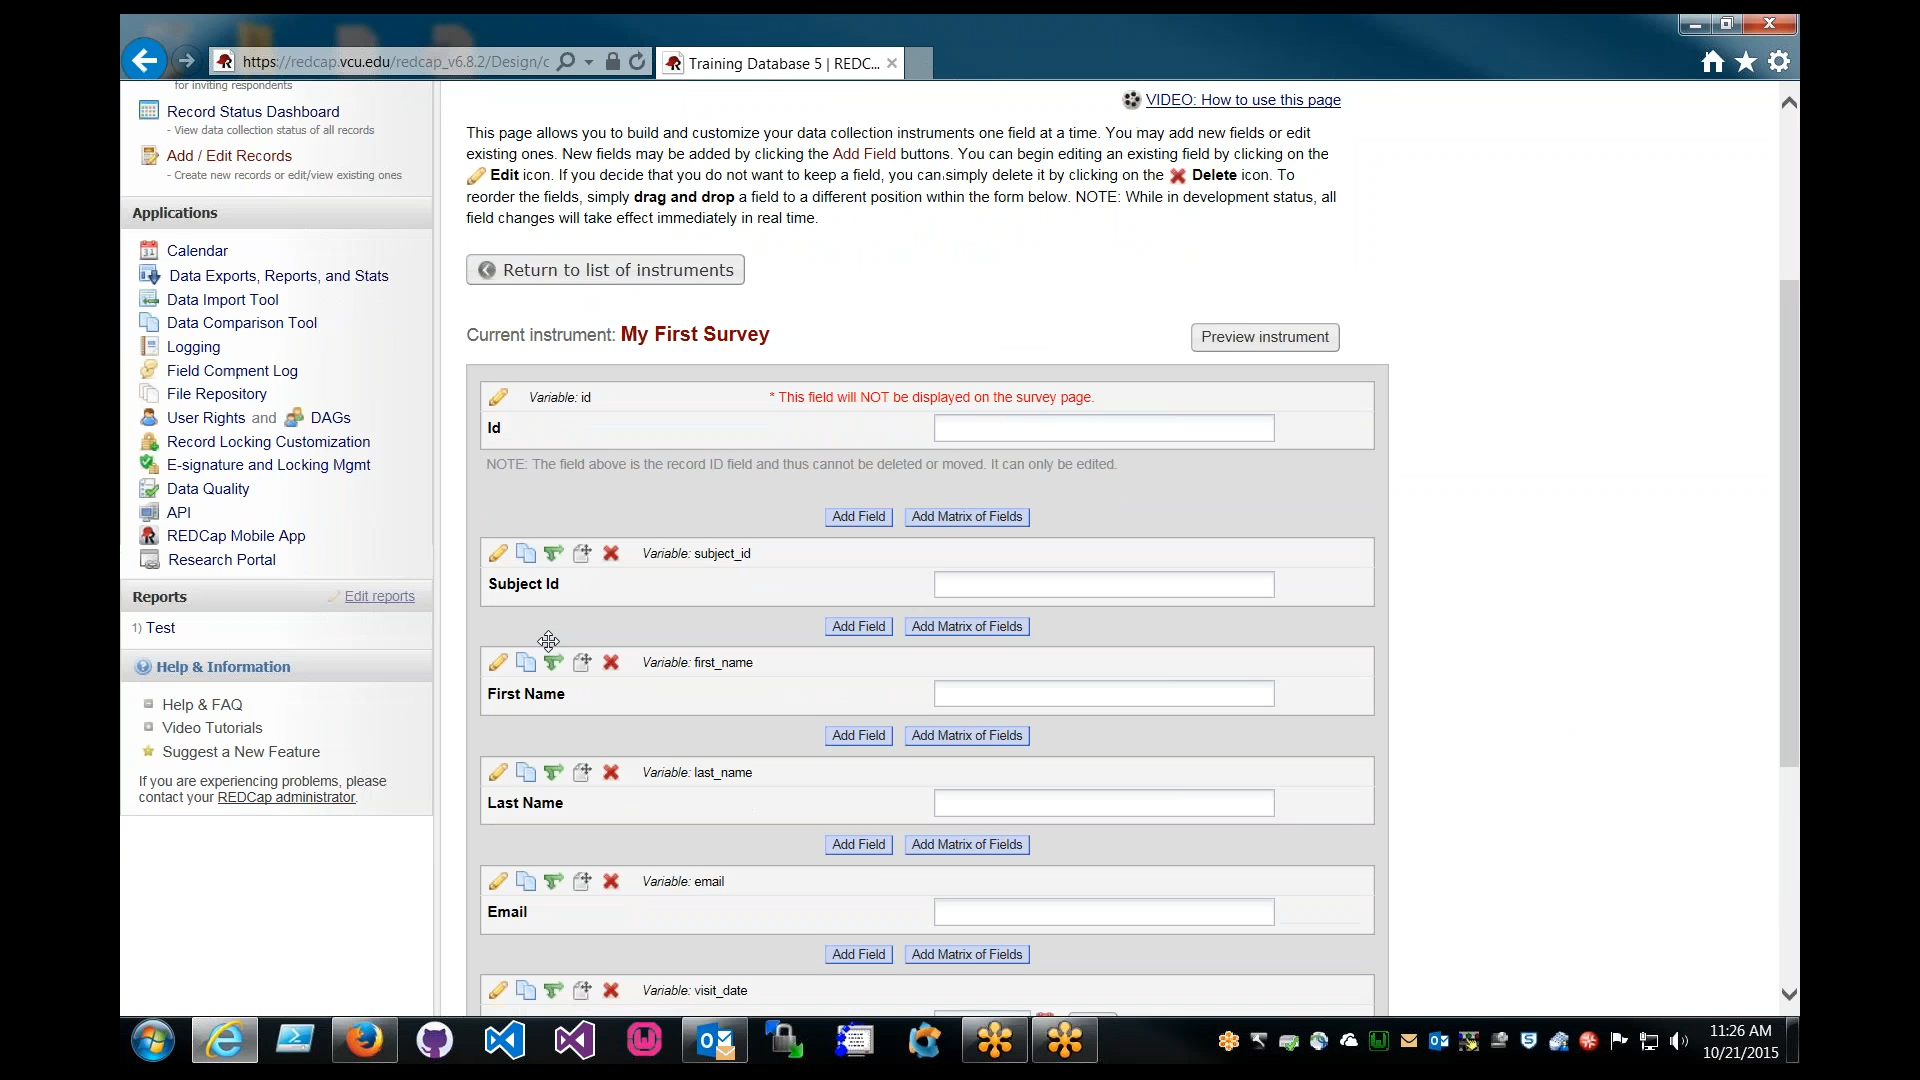 https://redcap.vcu.edu/redcap_v6.8.2/Design/c
Training Database 5 | REDC...
for inviting respondents
Record Status Dashboard
- View data collection status of all records
Add / Edit Records
- Create new records or edit/view existing ones
Applications
Calendar
Data Exports, Reports, and Stats
Data Import Tool
Data Comparison Tool
Logging
Field Comment Log
File Repository
User Rights and DAGs
Record Locking Customization
E-signature and Locking Mgmt
Data Quality
API
REDCap Mobile App
Research Portal
Reports Edit reports
1) Test
Help & Information
Help & FAQ
Video Tutorials
Suggest a New Feature
If you are experiencing problems, please
contact your REDCap administrator.
VIDEO: How to use this page
This page allows you to build and customize your data collection instruments one field at a time. You may add new fields or edit
existing ones. New fields may be added by clicking the Add Field buttons. You can begin editing an existing field by clicking on the
Edit icon. If you decide that you do not want to keep a field, you can simply delete it by clicking on the Delete icon. To
reorder the fields, simply drag and drop a field to a different position within the form below. NOTE: While in development status, all
field changes will take effect immediately in real time.
Return to list of instruments
Current instrument: My First Survey
Preview instrument
Variable: id * This field will NOT be displayed on the survey page.
Id
NOTE: The field above is the record ID field and thus cannot be deleted or moved. It can only be edited.
Add Field Add Matrix of Fields
Variable: subject_id
Subject Id
Add Field Add Matrix of Fields
Variable: first_name
First Name
Add Field Add Matrix of Fields
Variable: last_name
Last Name
Add Field Add Matrix of Fields
Variable: email
Email
Add Field Add Matrix of Fields
Variable: visit_date
11:26 AM
10/21/2015